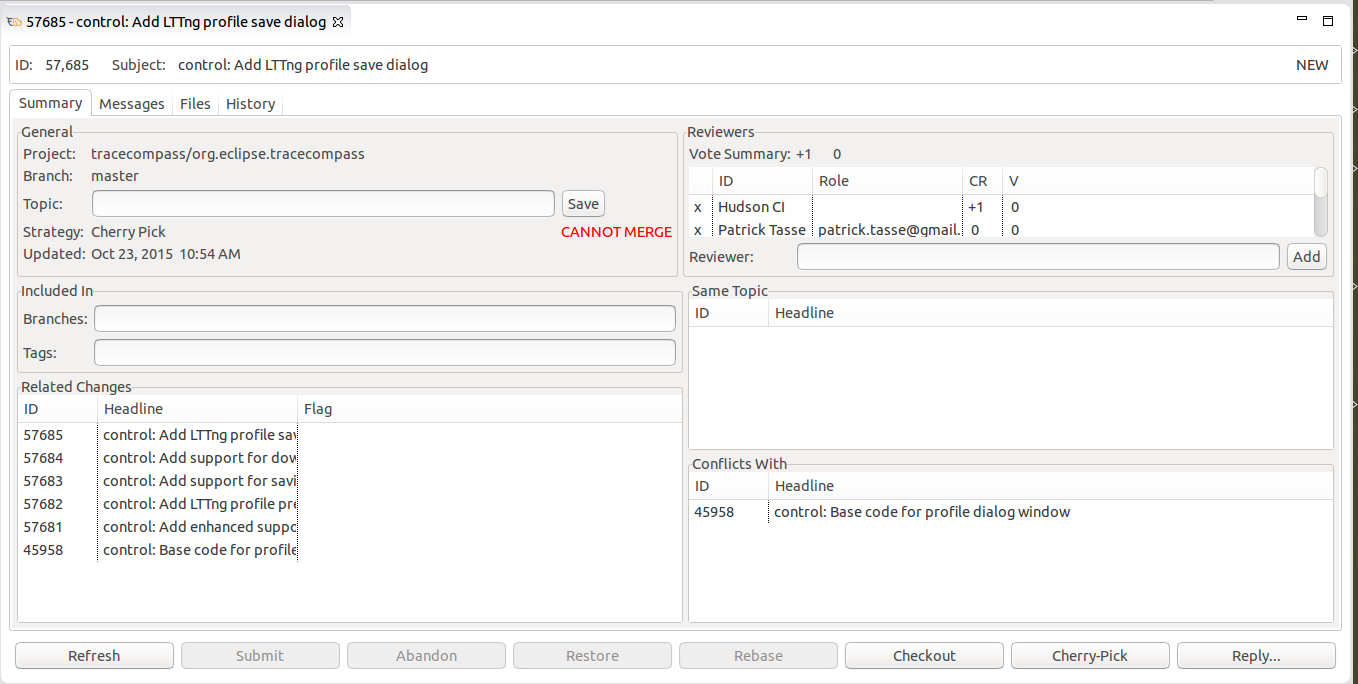 57685 - control: Add LTTng profile save dialog
ID: 57,685 Subject: control: Add LTTng profile save dialog NEW
Summary Messages Files History
General
Project: tracecompass/org.eclipse.tracecompass
Branch: master
Topic: Save
Strategy: Cherry Pick CANNOT MERGE
Updated: Oct 23, 2015 10:54 AM
Reviewers
Vote Summary: +1 0
ID Role CR V
x Hudson CI +1 0
x Patrick Tasse patrick.tasse@gmail. 0 0
Reviewer: Add
Included In
Branches:
Tags:
Same Topic
ID Headline
Related Changes
ID Headline Flag
57685 control: Add LTTng profile sav
57684 control: Add support for dow
57683 control: Add support for savi
57682 control: Add LTTng profile pre
57681 control: Add enhanced suppo
45958 control: Base code for profile
Conflicts With
ID Headline
45958 control: Base code for profile dialog window
Refresh Submit Abandon Restore Rebase Checkout Cherry-Pick Reply...